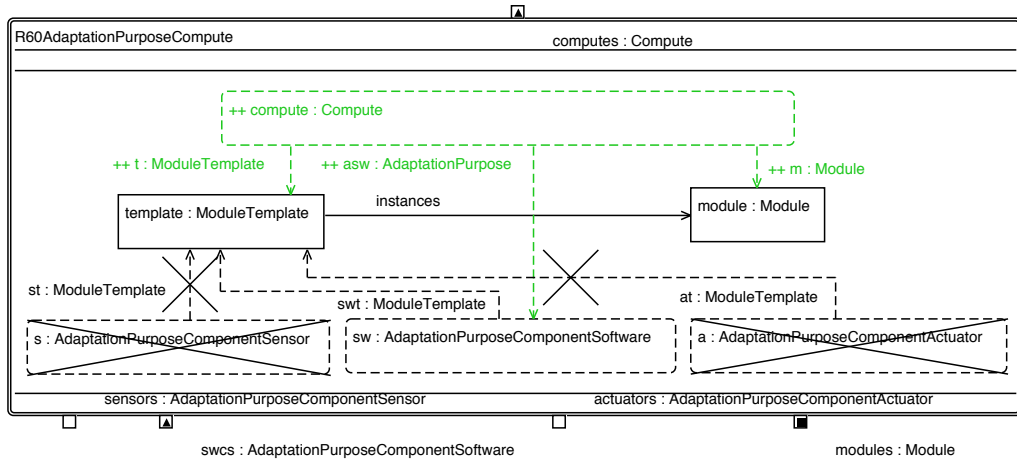 R60AdaptationPurposeCompute
computes : Compute
++ compute : Compute
++ t : ModuleTemplate
++ asw : AdaptationPurpose
++ m : Module
template : ModuleTemplate
instances
module : Module
st : ModuleTemplate
swt : ModuleTemplate
at : ModuleTemplate
s : AdaptationPurposeComponentSensor
sw : AdaptationPurposeComponentSoftware
a : AdaptationPurposeComponentActuator
sensors : AdaptationPurposeComponentSensor
actuators : AdaptationPurposeComponentActuator
swcs : AdaptationPurposeComponentSoftware
modules : Module